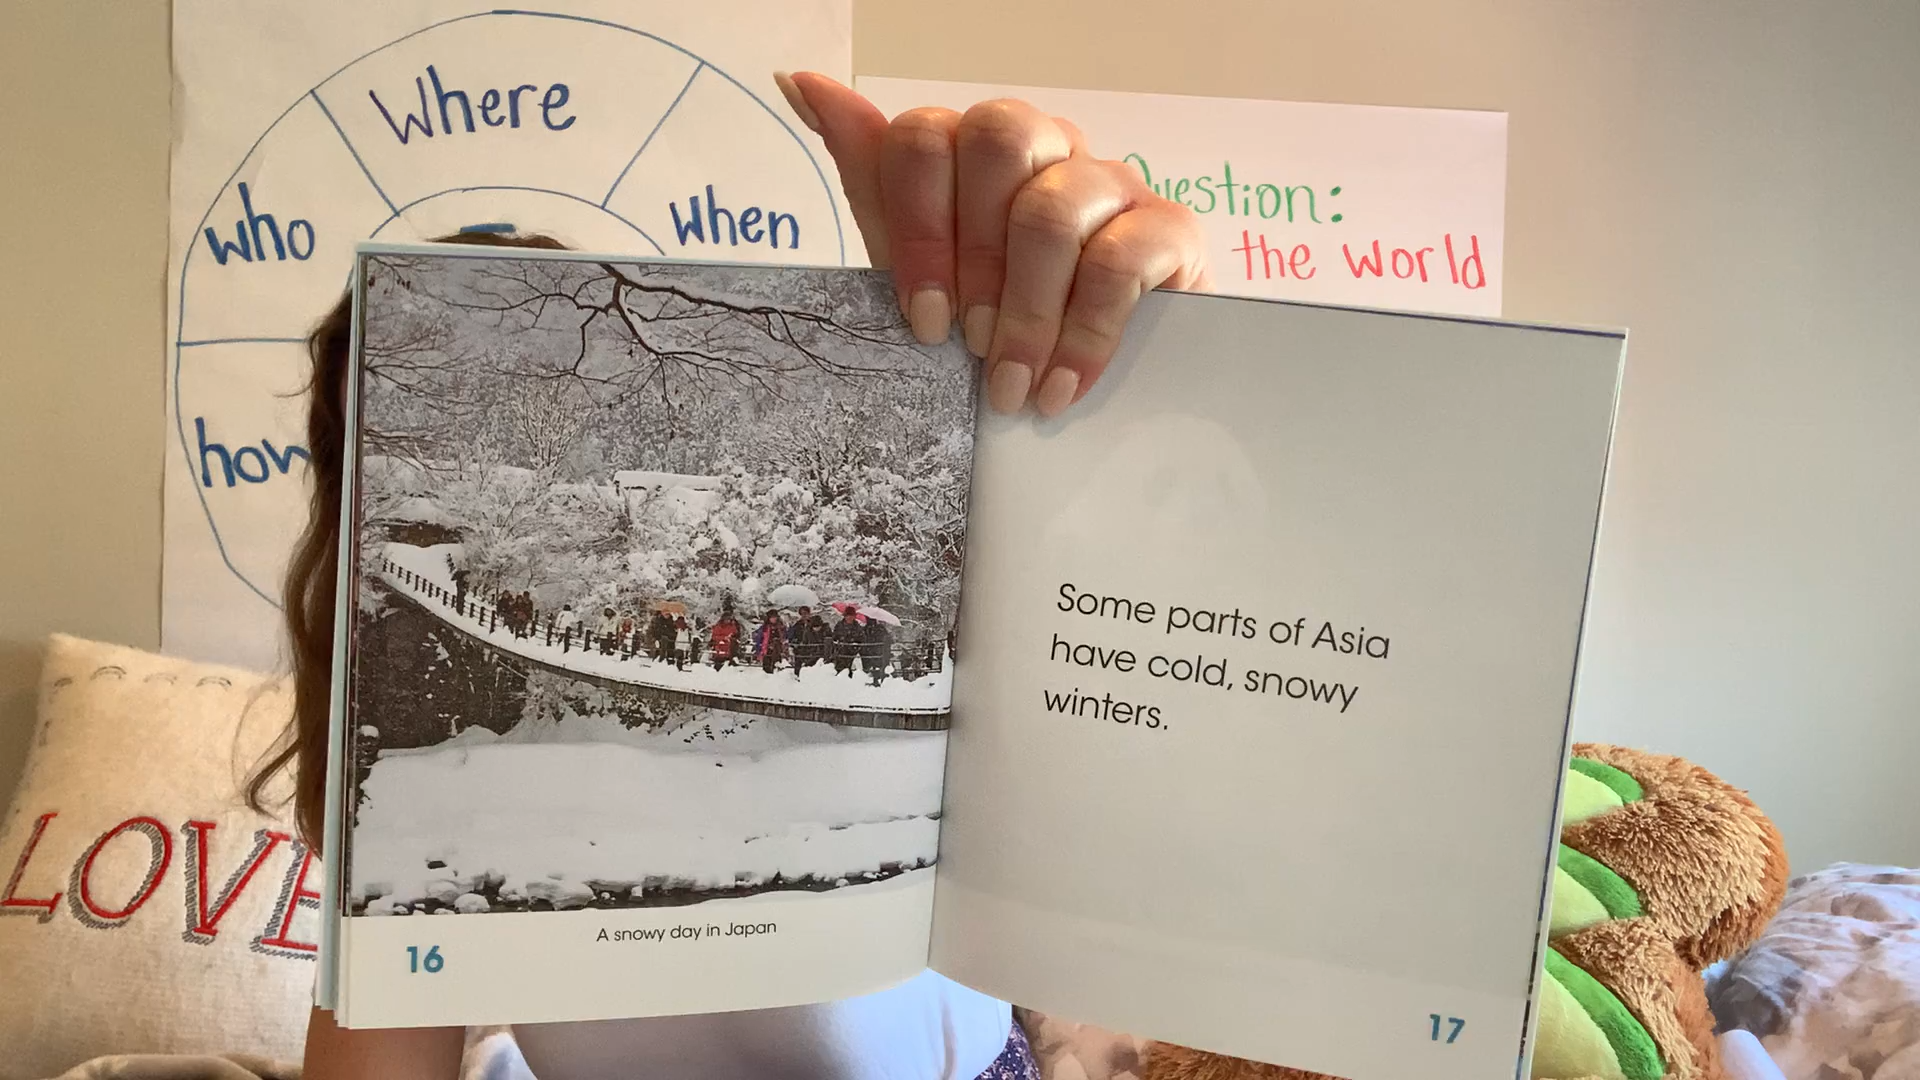 where
who
when
how
Question:
the world
LOVE
Some parts of Asia
have cold, snowy
winters.
A snowy day in Japan
16
17